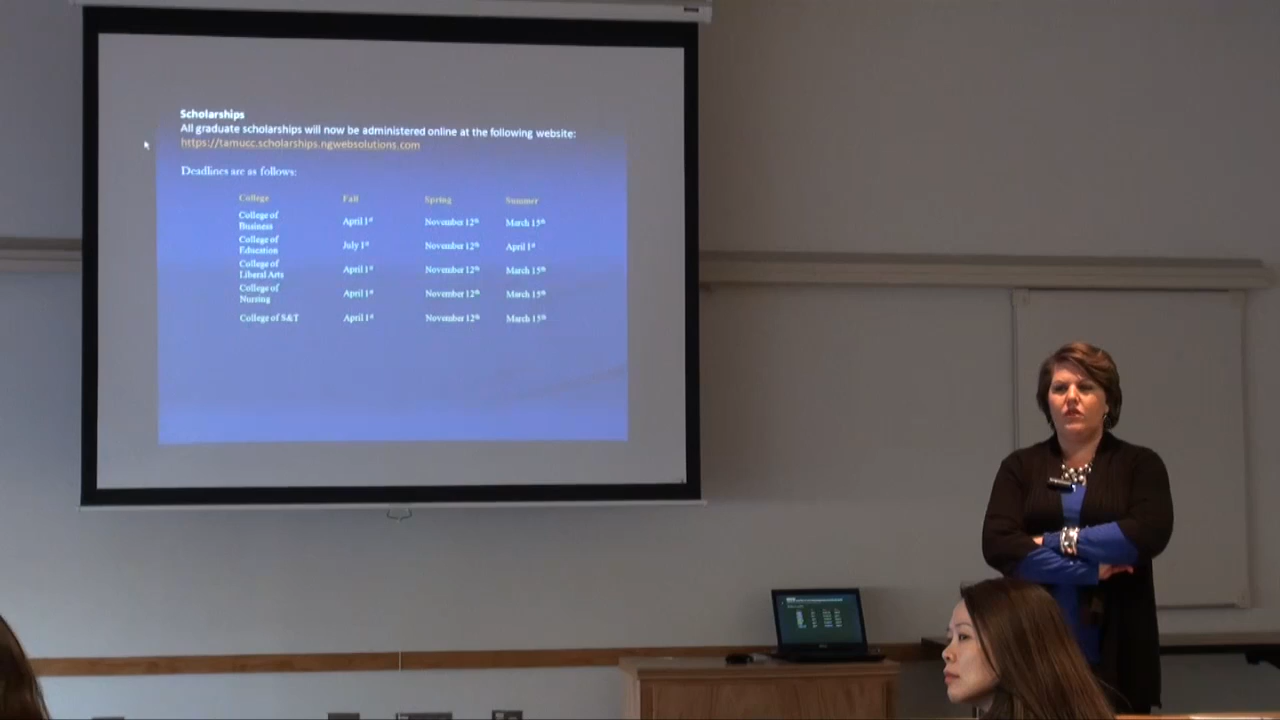 Scholarships
All graduate scholarships will now be administered online at the following website:
https://tamucc.scholarships.ngwebsolutions.com
Deadlines are as follows:
College Fall Spring Summer
College of
Business April 1st November 12th March 15th
College of
Education July 1st November 12th April 1st
College of
Liberal Arts April 1st November 12th March 15th
College of
Nursing April 1st November 12th March 15th
College of S&T April 1st November 12th March 15th